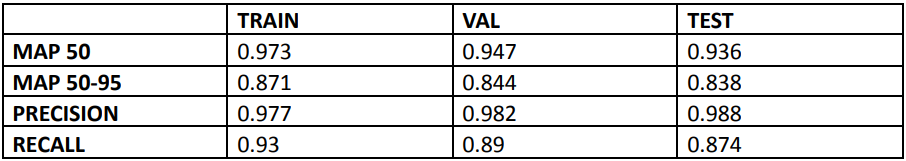 TRAIN VAL TEST
MAP 50 0.973 0.947 0.936
MAP 50-95 0.871 0.844 0.838
PRECISION 0.977 0.982 0.988
RECALL 0.93 0.89 0.874